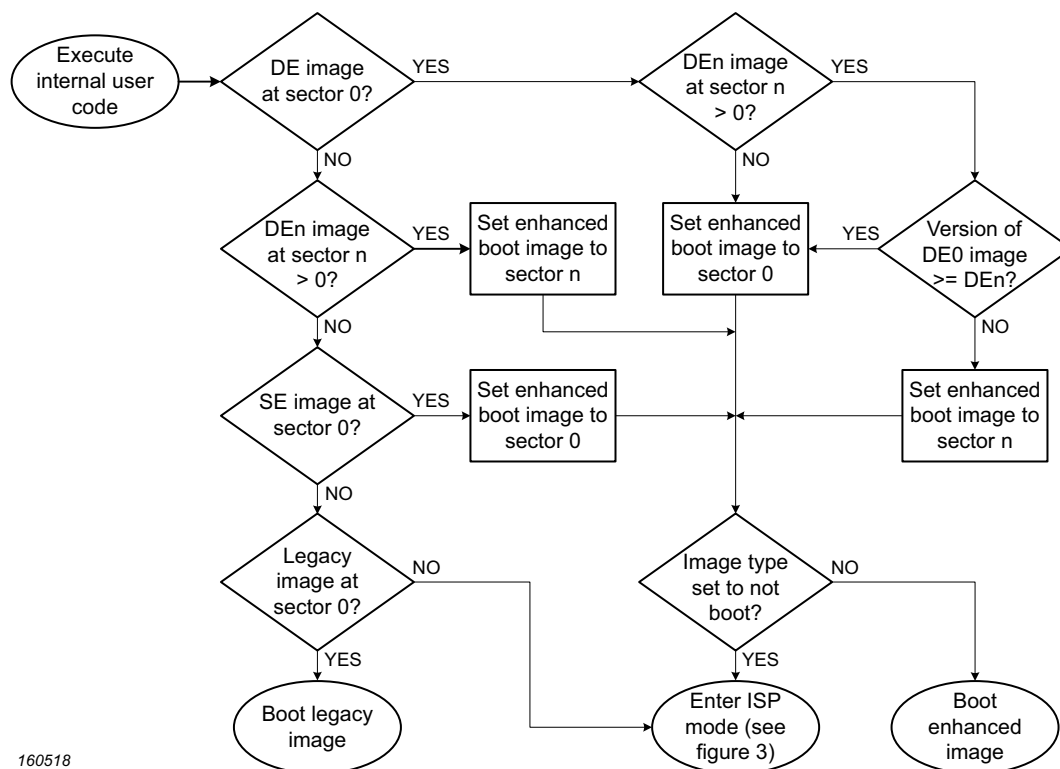 Execute
internal user
code
DE image
at sector 0?
YES
DEn image
at sector n
> 0?
YES
NO
NO
DEn image
at sector n
> 0?
YES
Set enhanced
boot image to
sector n
Set enhanced
boot image to
sector 0
YES
Version of
DE0 image
>= DEn?
NO
NO
SE image at
sector 0?
YES
Set enhanced
boot image to
sector 0
Set enhanced
boot image to
sector n
NO
Legacy
image at
sector 0?
NO
Image type
set to not
boot?
NO
YES
YES
Boot legacy
image
Enter ISP
mode (see
figure 3)
Boot
enhanced
image
160518